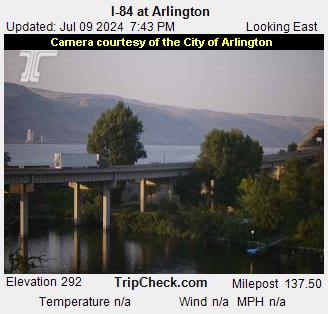 I-84 at Arlington
Updated: Jul 09 2024 7:43 PM Looking East
Camera courtesy of the City of Arlington
Elevation 292 TripCheck.com Milepost 137.50
Temperature n/a Wind n/a MPH n/a